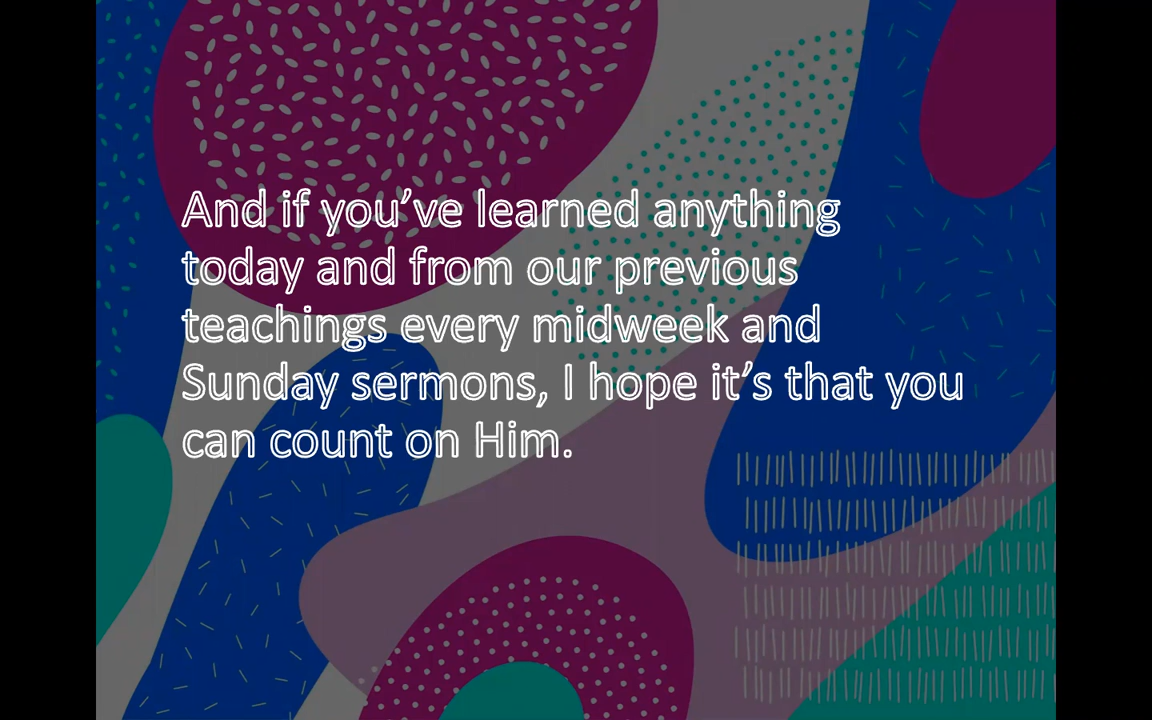 And if you’ve learned anything
today and from our previous
teachings every midweek and
Sunday sermons, I hope it’s that you
can count on Him.